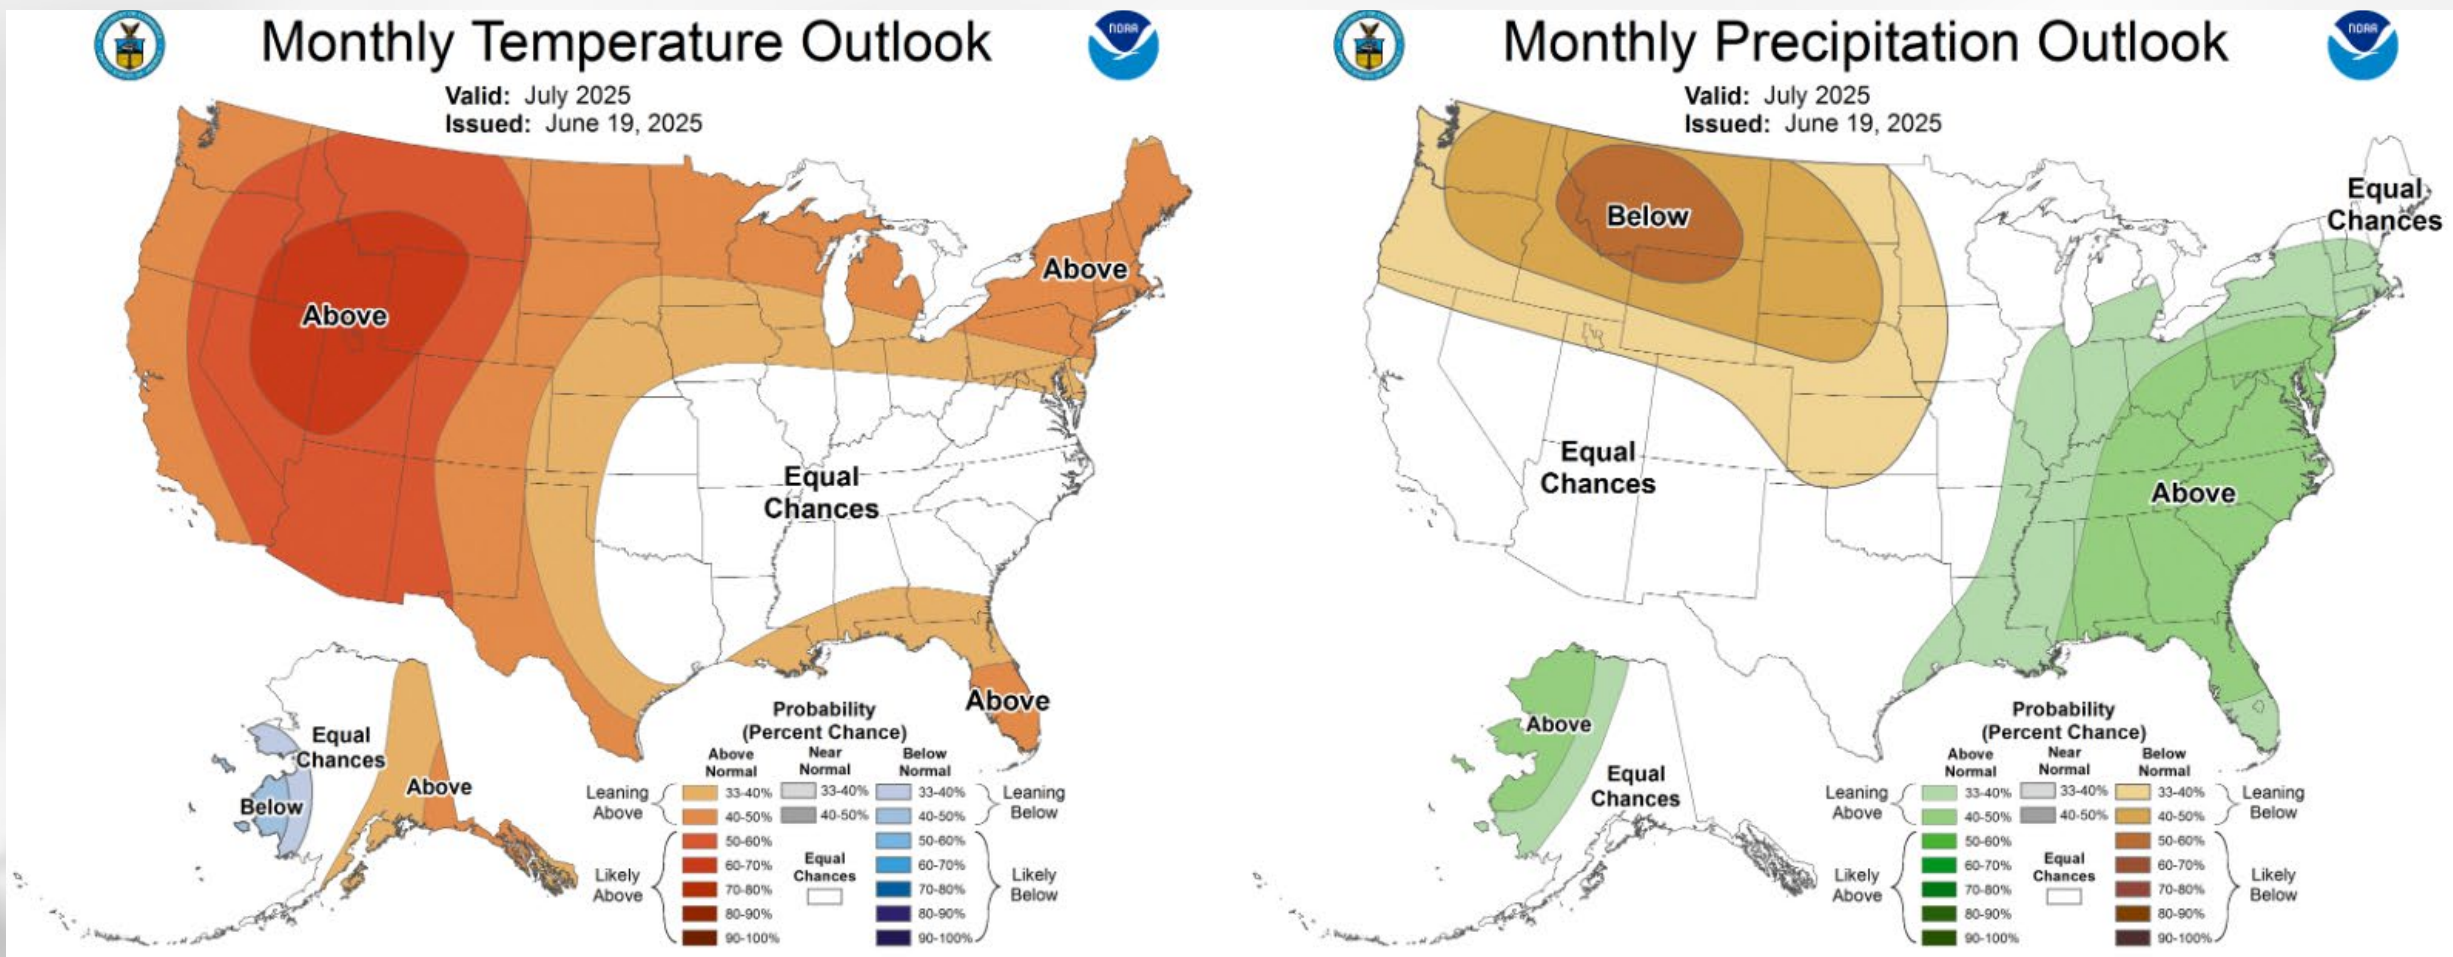 Monthly Temperature Outlook
NOAA
Valid: July 2025
Issued: June 19, 2025
Above
Above
Equal
Chances
Above
Equal
Chances
Above
Below
Probability
(Percent Chance)
Above
Normal
Near
Normal
Below
Normal
Leaning
Above
33-40%
33-40%
33-40%
Leaning
Below
40-50%
40-50%
40-50%
50-60%
50-60%
60-70%
Equal
Chances
60-70%
Likely
Above
70-80%
70-80%
Likely
Below
80-90%
80-90%
90-100%
90-100%
Monthly Precipitation Outlook
NOAA
Valid: July 2025
Issued: June 19, 2025
Below
Equal
Chances
Equal
Chances
Above
Above
Equal
Chances
Probability
(Percent Chance)
Above
Normal
Near
Normal
Below
Normal
Leaning
Above
33-40%
33-40%
33-40%
Leaning
Below
40-50%
40-50%
40-50%
50-60%
50-60%
60-70%
Equal
Chances
60-70%
Likely
Above
70-80%
70-80%
Likely
Below
80-90%
80-90%
90-100%
90-100%